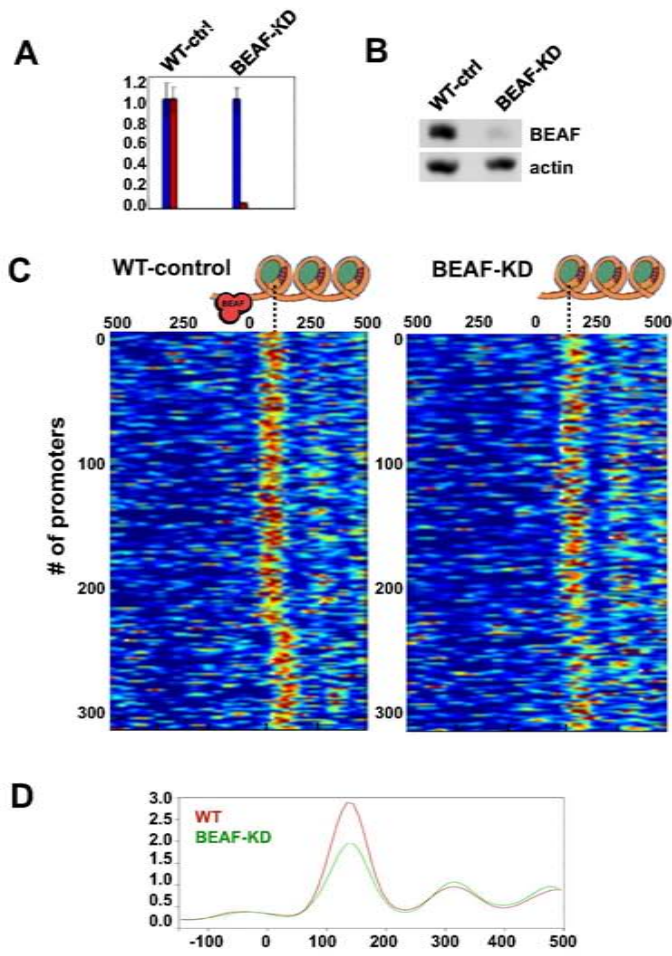 A
WT-ctrl
BEAF-KD
1.2
1.0
0.8
0.6
0.4
0.2
0.0
B
WT-ctrl
BEAF-KD
BEAF
actin
C
WT-control
BEAF
500 250 0 250 500
0
100
200
300
# of promoters
BEAF-KD
500 250 0 250 500
0
100
200
300
D
3.0
2.5
2.0
1.5
1.0
0.5
0.0
WT
BEAF-KD
-100 0 100 200 300 400 500